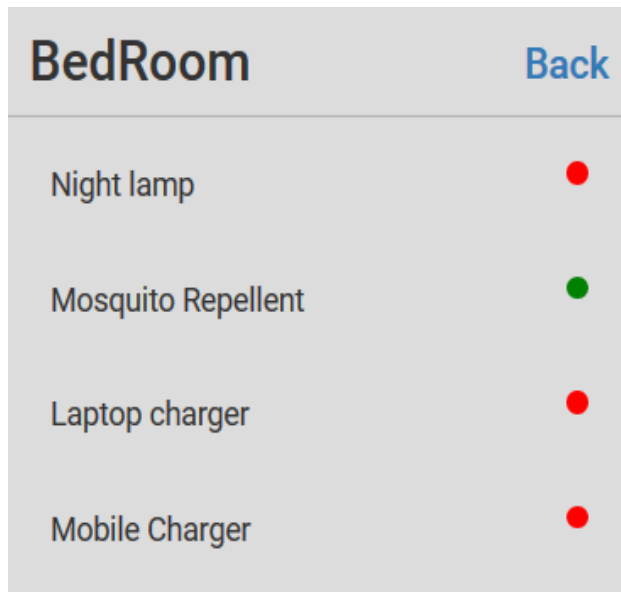 BedRoom Back
Night lamp
Mosquito Repellent
Laptop charger
Mobile Charger